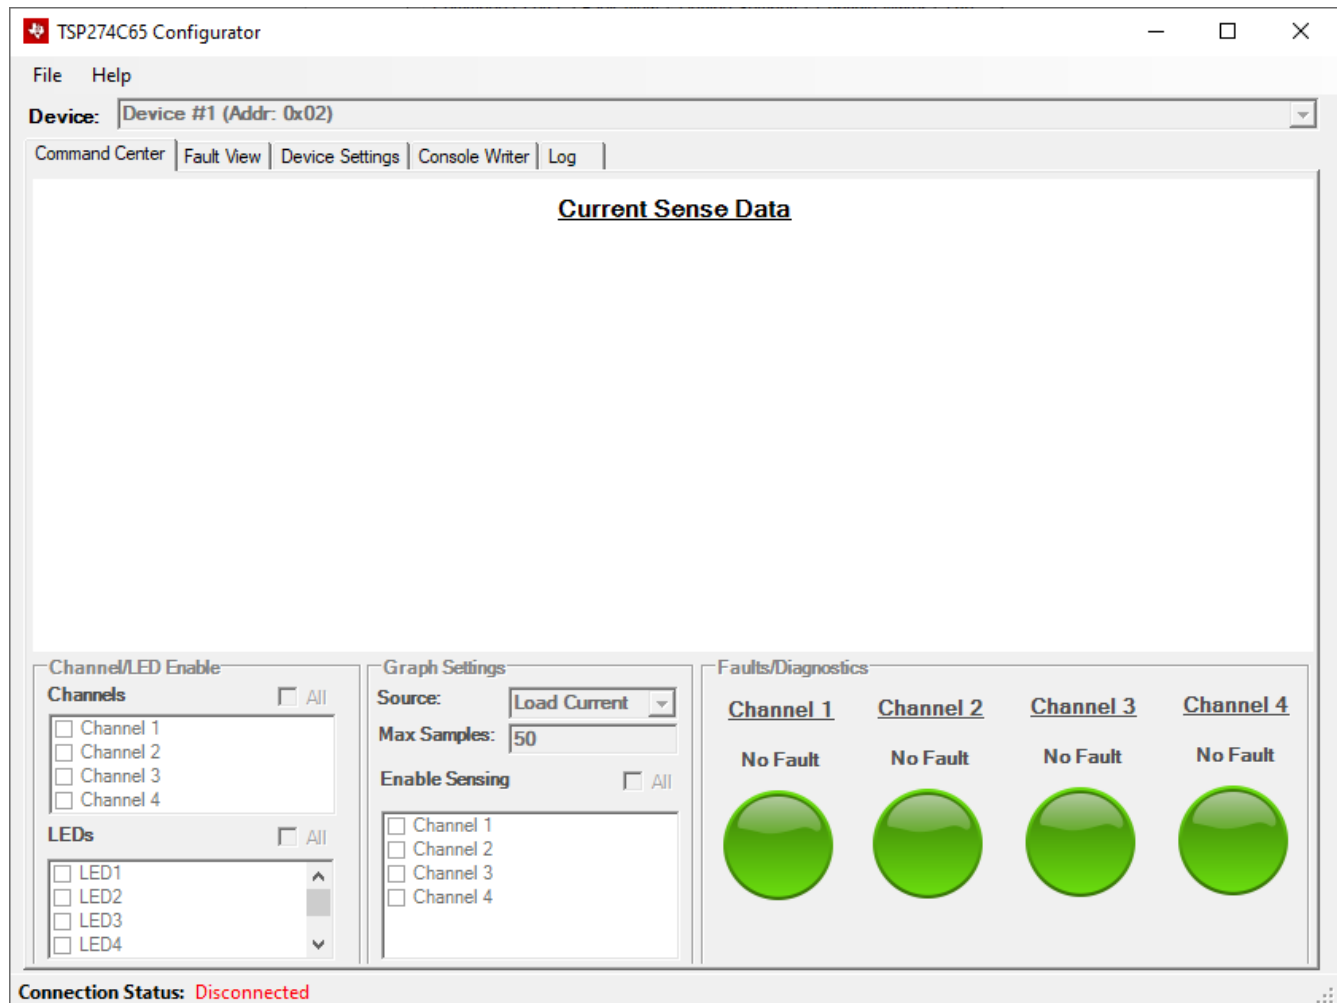 TSP274C65 Configurator
File Help
Device: Device #1 (Addr: 0x02)
Command Center Fault View Device Settings Console Writer Log
Current Sense Data
Channel/LED Enable
Channels All
Channel 1
Channel 2
Channel 3
Channel 4
LEDs All
LED1
LED2
LED3
LED4
Graph Settings
Source: Load Current
Max Samples: 50
Enable Sensing All
Channel 1
Channel 2
Channel 3
Channel 4
Faults/Diagnostics
Channel 1 Channel 2 Channel 3 Channel 4
No Fault No Fault No Fault No Fault
Connection Status: Disconnected